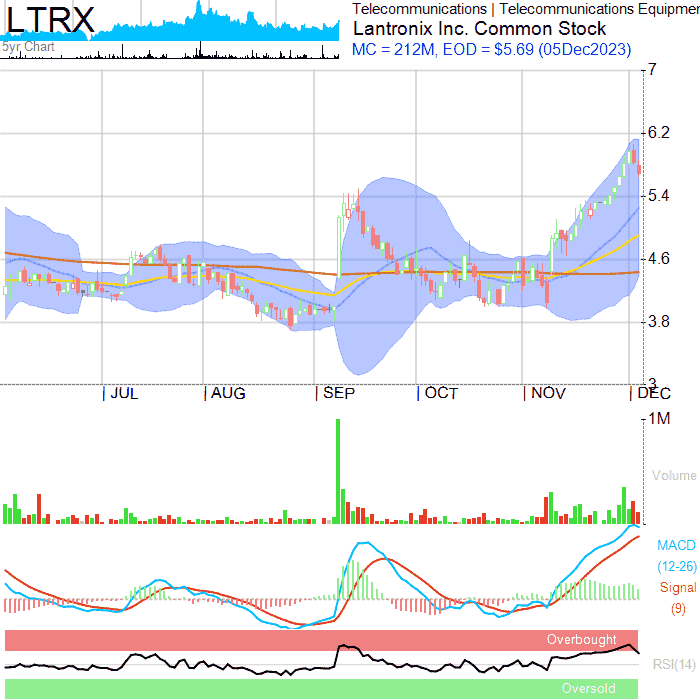 LTRX
5yr Chart
Telecommunications | Telecommunications Equipmen
Lantronix Inc. Common Stock
MC = 212M, EOD = $5.69 (05Dec2023)
7
6.2
5.4
4.6
3.8
3
JUL
AUG
SEP
OCT
NOV
DEC
1M
Volume
MACD
(12-26)
Signal
(9)
Overbought
RSI(14)
Oversold